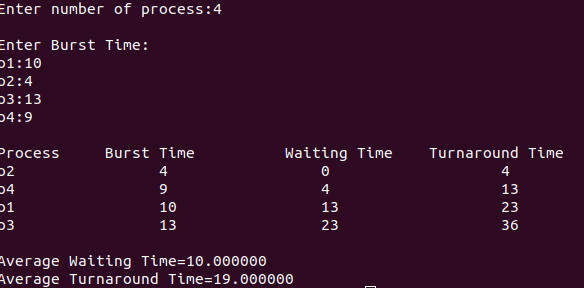 Enter number of process:4
Enter Burst Time:
p1:10
p2:4
p3:13
p4:9
Process Burst Time Waiting Time Turnaround Time
p2 4 0 4
p4 9 4 13
p1 10 13 23
p3 13 23 36
Average Waiting Time=10.000000
Average Turnaround Time=19.000000